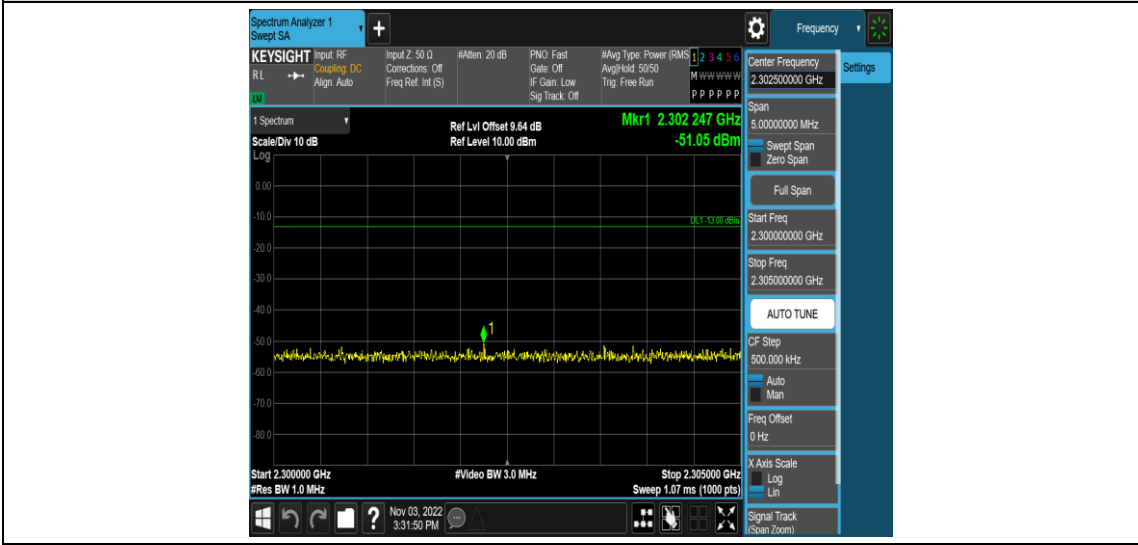 Spectrum Analyzer 1
Swept SA
+
Frequency
KEYSIGHT
RL
Input: RF
Coupling: DC
Align: Auto
Input Z: 50 Ω
Corrections: Off
Freq Ref: Int (S)
#Atten: 20 dB
PNO: Fast
Gate: Off
IF Gain: Low
Sig Track: Off
#Avg Type: Power (RMS
Avg|Hold: 50/50
Trig: Free Run
1 2 3 4 5 6
M W W W W W
P P P P P P
1 Spectrum
Scale/Div 10 dB
Log
Ref Lvl Offset 9.64 dB
Ref Level 10.00 dBm
Mkr1 2.302 247 GHz
-51.05 dBm
0.00
-10.0
DL1 -13.00 dBm
-20.0
-30.0
-40.0
1
-50.0
-60.0
-70.0
-80.0
Start 2.300000 GHz
#Video BW 3.0 MHz
Stop 2.305000 GHz
#Res BW 1.0 MHz
Sweep 1.07 ms (1000 pts)
?
Nov 03, 2022
3:31:50 PM
Center Frequency
2.302500000 GHz
Settings
Span
5.00000000 MHz
Swept Span
Zero Span
Full Span
Start Freq
2.300000000 GHz
Stop Freq
2.305000000 GHz
AUTO TUNE
CF Step
500.000 kHz
Auto
Man
Freq Offset
0 Hz
X Axis Scale
Log
Lin
Signal Track
(Span Zoom)